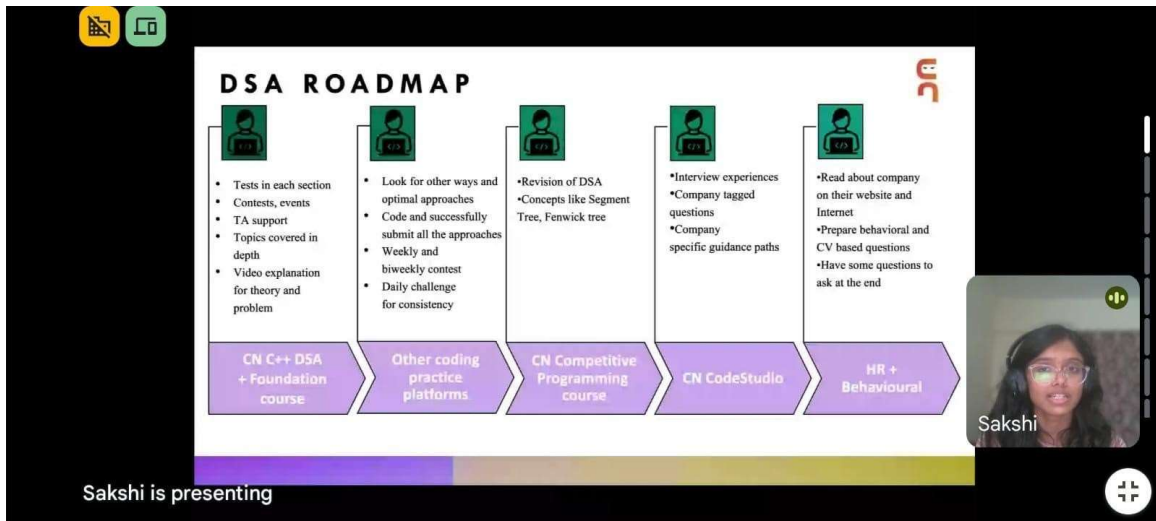 DSA ROADMAP
• Tests in each section
• Contests, events
• TA support
• Topics covered in
depth
• Video explanation
for theory and
problem
CN C++ DSA
+ Foundation
course
• Look for other ways and
optimal approaches
• Code and successfully
submit all the approaches
• Weekly and
biweekly contest
• Daily challenge
for consistency
Other coding
practice
platforms
•Revision of DSA
•Concepts like Segment
Tree, Fenwick tree
CN Competitive
Programming
course
•Interview experiences
•Company tagged
questions
•Company
specific guidance paths
CN CodeStudio
•Read about company
on their website and
Internet
•Prepare behavioral and
CV based questions
•Have some questions to
ask at the end
HR +
Behavioural
Sakshi
Sakshi is presenting